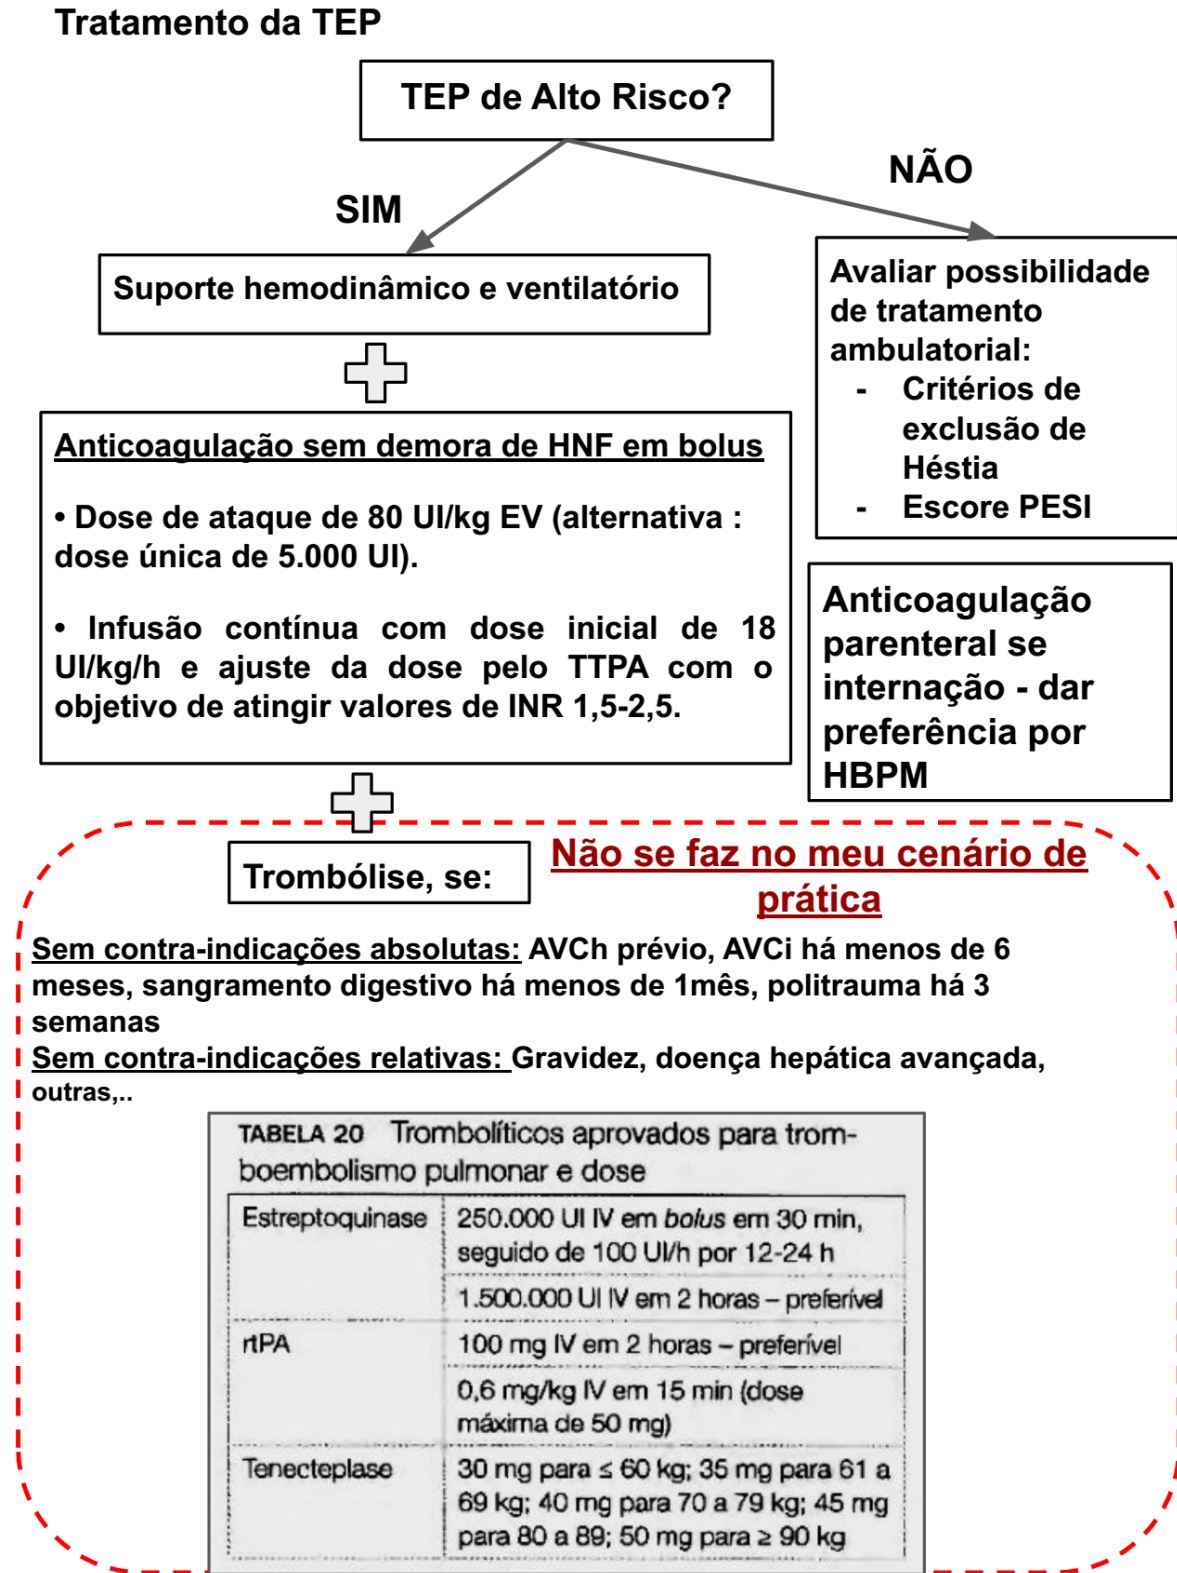 Tratamento da TEP
TEP de Alto Risco?
SIM
NÃO
Suporte hemodinâmico e ventilatório
Avaliar possibilidade
de tratamento
ambulatorial:
- Critérios de
exclusão de
Héstia
- Escore PESI
Anticoagulação sem demora de HNF em bolus
• Dose de ataque de 80 UI/kg EV (alternativa :
dose única de 5.000 UI).
• Infusão contínua com dose inicial de 18
UI/kg/h e ajuste da dose pelo TTPA com o
objetivo de atingir valores de INR 1,5-2,5.
Anticoagulação
parenteral se
internação - dar
preferência por
HBPM
Trombólise, se:
Não se faz no meu cenário de
prática
Sem contra-indicações absolutas: AVCh prévio, AVCi há menos de 6
meses, sangramento digestivo há menos de 1mês, politrauma há 3
semanas
Sem contra-indicações relativas: Gravidez, doença hepática avançada,
outras,..
TABELA 20 Trombolíticos aprovados para trom-
boembolismo pulmonar e dose
Estreptoquinase
250.000 UI IV em bolus em 30 min,
seguido de 100 UI/h por 12-24 h
1.500.000 UI IV em 2 horas – preferível
rtPA
100 mg IV em 2 horas – preferível
0,6 mg/kg IV em 15 min (dose
máxima de 50 mg)
Tenecteplase
30 mg para ≤ 60 kg; 35 mg para 61 a
69 kg; 40 mg para 70 a 79 kg; 45 mg
para 80 a 89; 50 mg para ≥ 90 kg